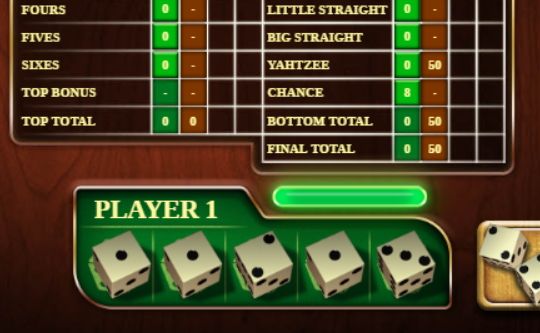 FOURS 0 - LITTLE STRAIGHT 0 -
FIVES 0 - BIG STRAIGHT 0 -
SIXES 0 - YAHTZEE 0 50
TOP BONUS - - CHANCE 8 -
TOP TOTAL 0 0 BOTTOM TOTAL 0 50
FINAL TOTAL 0 50
PLAYER 1